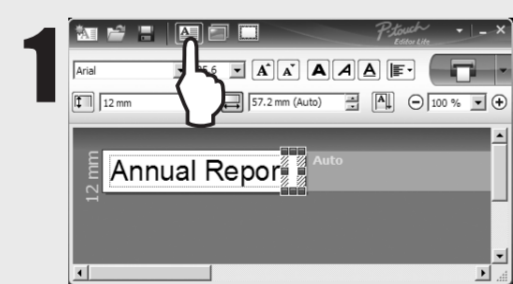 1
P-touch
Editor Lite
Arial
A A A A A
12 mm
57.2 mm (Auto)
A
100 %
12 mm
Annual Repor
Auto